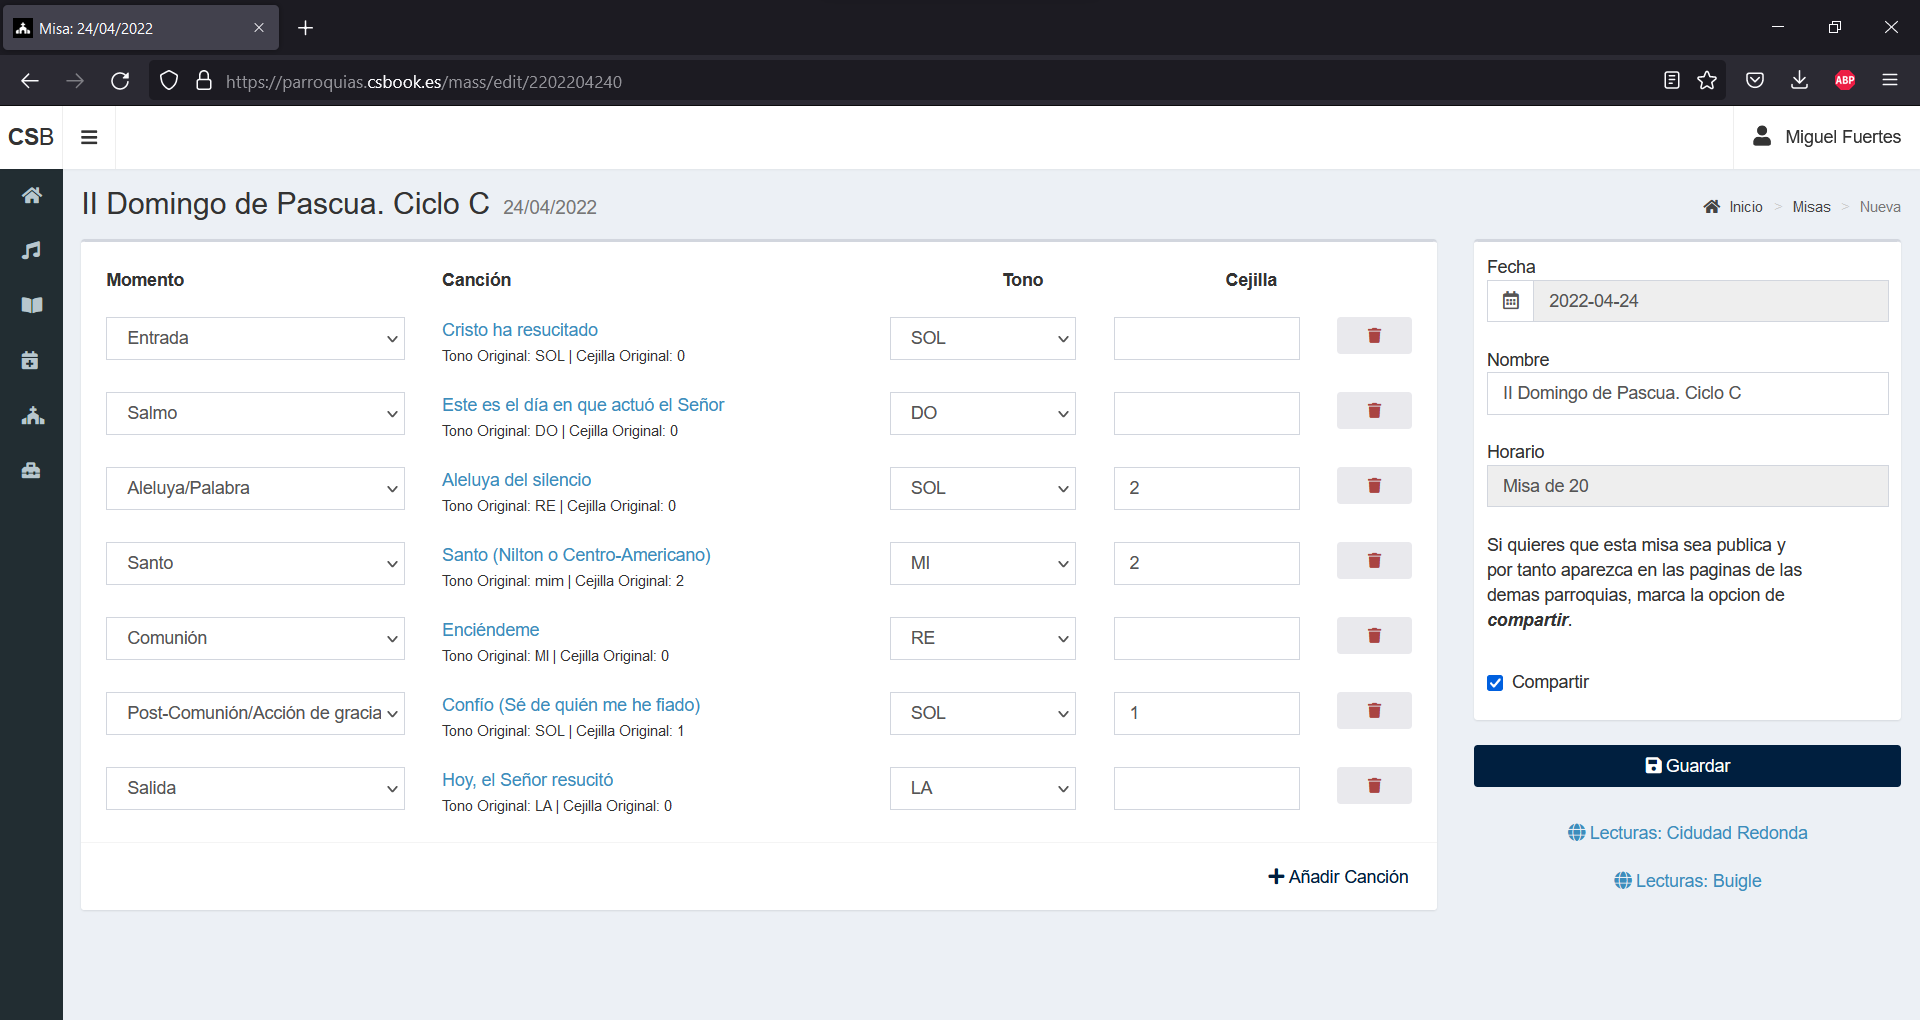 Misa: 24/04/2022
https://parroquias.csbook.es/mass/edit/2202204240
ABP
CSB
Miguel Fuertes
II Domingo de Pascua. Ciclo C 24/04/2022
Inicio > Misas > Nueva
Momento Canción Tono Cejilla
Entrada
Cristo ha resucitado
Tono Original: SOL | Cejilla Original: 0
SOL
Salmo
Este es el día en que actuó el Señor
Tono Original: DO | Cejilla Original: 0
DO
Aleluya/Palabra
Aleluya del silencio
Tono Original: RE | Cejilla Original: 0
SOL
2
Santo
Santo (Nilton o Centro-Americano)
Tono Original: mim | Cejilla Original: 2
MI
2
Comunión
Enciéndeme
Tono Original: MI | Cejilla Original: 0
RE
Post-Comunión/Acción de gracia
Confío (Sé de quién me he fiado)
Tono Original: SOL | Cejilla Original: 1
SOL
1
Salida
Hoy, el Señor resucitó
Tono Original: LA | Cejilla Original: 0
LA
Añadir Canción
Fecha
2022-04-24
Nombre
II Domingo de Pascua. Ciclo C
Horario
Misa de 20
Si quieres que esta misa sea publica y
por tanto aparezca en las paginas de las
demas parroquias, marca la opcion de
compartir.
Compartir
Guardar
Lecturas: Cidudad Redonda
Lecturas: Buigle